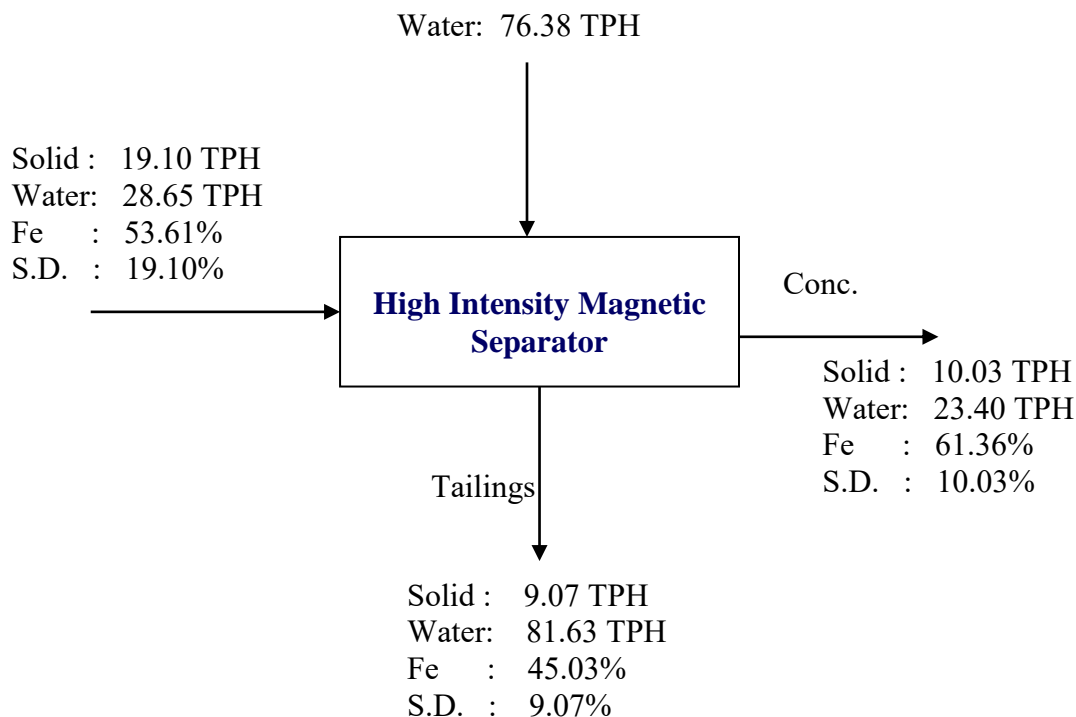 Water: 76.38 TPH
Solid : 19.10 TPH
Water: 28.65 TPH
Fe : 53.61%
S.D. : 19.10%
High Intensity Magnetic
Separator
Conc.
Solid : 10.03 TPH
Water: 23.40 TPH
Fe : 61.36%
S.D. : 10.03%
Tailings
Solid : 9.07 TPH
Water: 81.63 TPH
Fe : 45.03%
S.D. : 9.07%